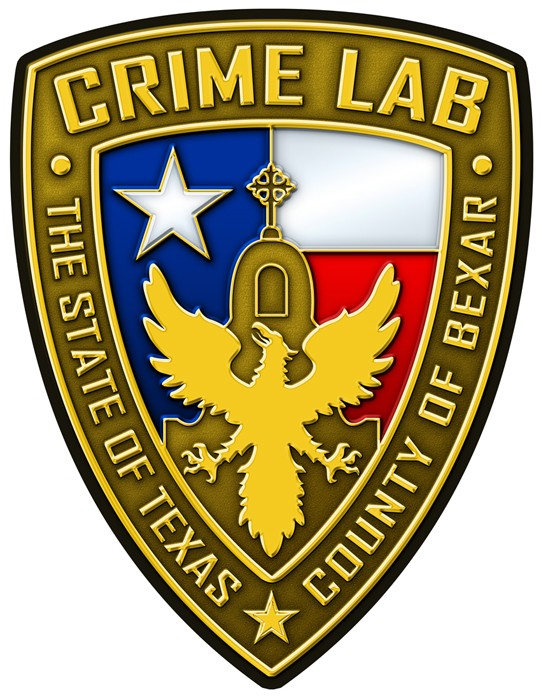 CRIME LAB
THE STATE OF TEXAS
COUNTY OF BEXAR